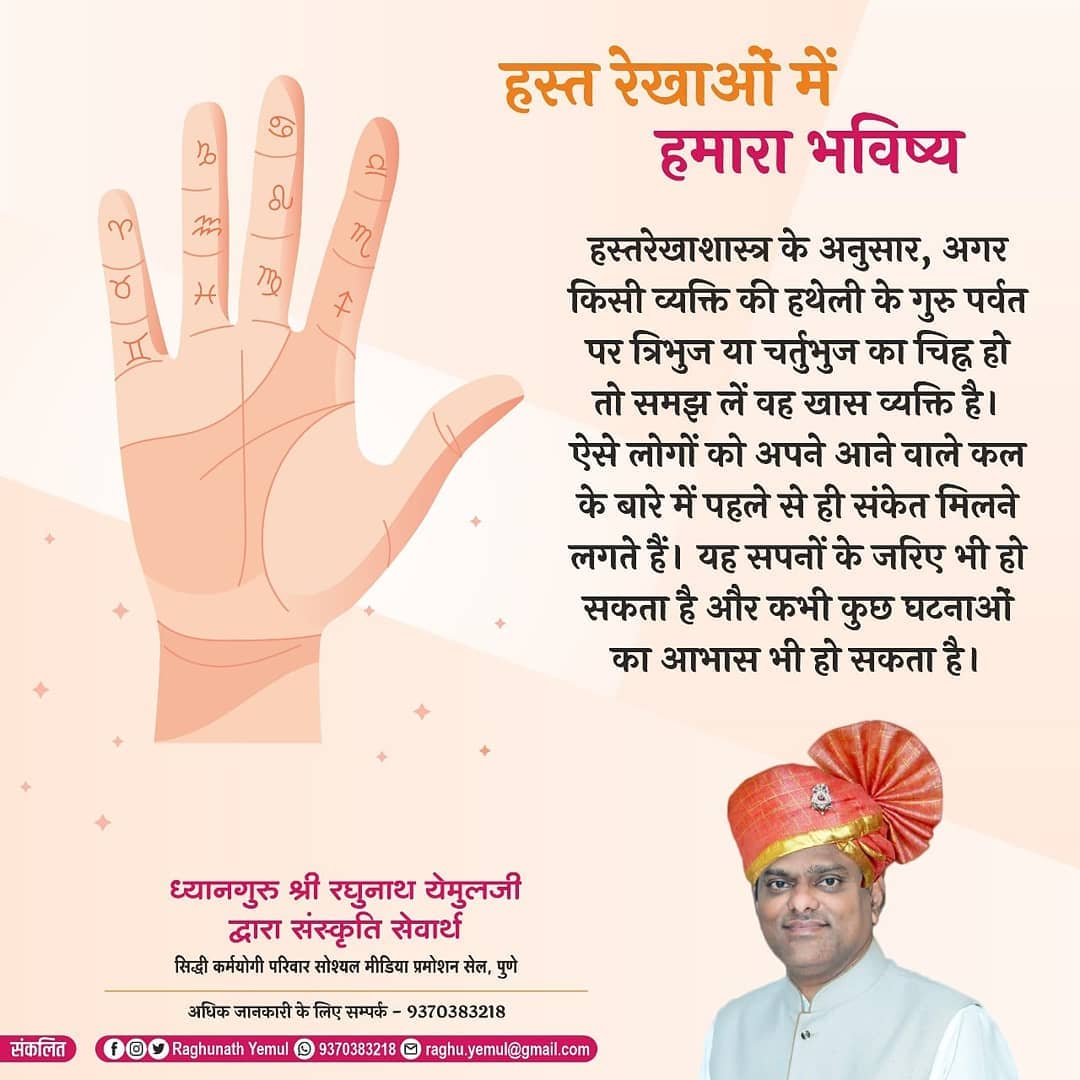 हस्त रेखाओं में
हमारा भविष्य
हस्तरेखाशास्त्र के अनुसार, अगर
किसी व्यक्ति की हथेली के गुरु पर्वत
पर त्रिभुज या चर्तुभुज का चिह्न हो
तो समझ लें वह खास व्यक्ति है।
ऐसे लोगों को अपने आने वाले कल
के बारे में पहले से ही संकेत मिलने
लगते हैं। यह सपनों के जरिए भी हो
सकता है और कभी कुछ घटनाओं
का आभास भी हो सकता है।
♈ ♑ ♋ ♎
♉ ♒ ♌ ♏
♊ ♓ ♍ ♐
ध्यानगुरु श्री रघुनाथ येमुलजी
द्वारा संस्कृति सेवार्थ
सिद्धी कर्मयोगी परिवार सोश्यल मीडिया प्रमोशन सेल, पुणे
अधिक जानकारी के लिए सम्पर्क - 9370383218
संकलित Raghunath Yemul 9370383218 raghu.yemul@gmail.com